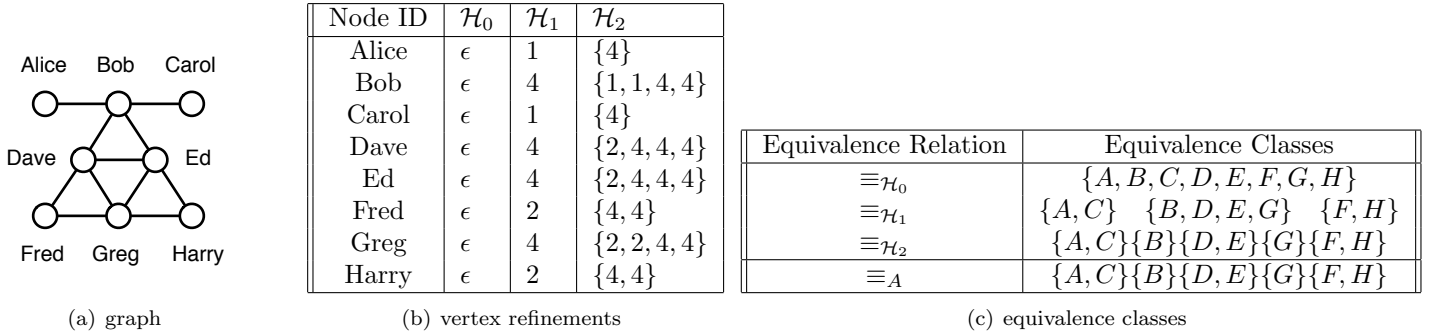 Alice Bob Carol
Dave Ed
Fred Greg Harry
(a) graph
Node ID ℋ₀ ℋ₁ ℋ₂
Alice ϵ 1 {4}
Bob ϵ 4 {1, 1, 4, 4}
Carol ϵ 1 {4}
Dave ϵ 4 {2, 4, 4, 4}
Ed ϵ 4 {2, 4, 4, 4}
Fred ϵ 2 {4, 4}
Greg ϵ 4 {2, 2, 4, 4}
Harry ϵ 2 {4, 4}
(b) vertex refinements
Equivalence Relation Equivalence Classes
≡ℋ₀ {A, B, C, D, E, F, G, H}
≡ℋ₁ {A, C} {B, D, E, G} {F, H}
≡ℋ₂ {A, C}{B}{D, E}{G}{F, H}
≡A {A, C}{B}{D, E}{G}{F, H}
(c) equivalence classes